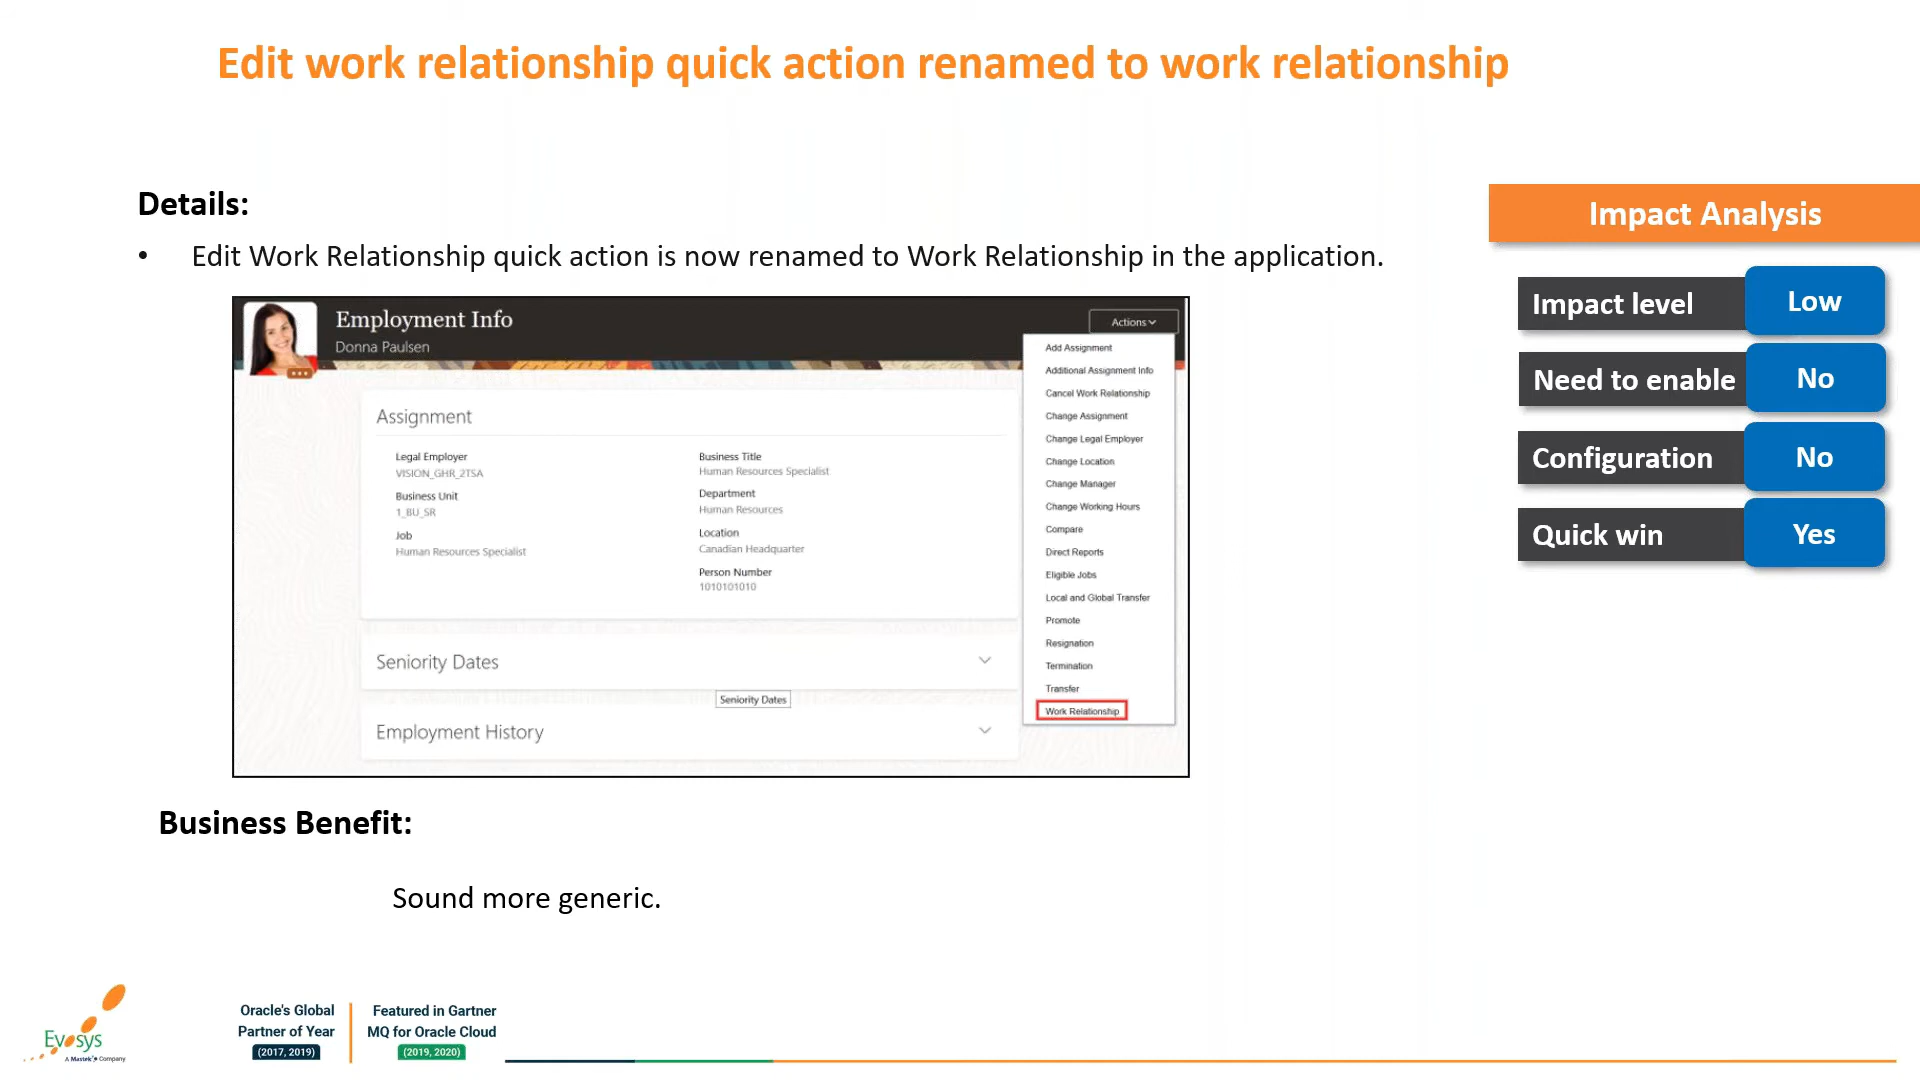 Edit work relationship quick action renamed to work relationship
Details:
• Edit Work Relationship quick action is now renamed to Work Relationship in the application.
Employment Info
Donna Paulsen
Actions
Add Assignment
Additional Assignment Info
Cancel Work Relationship
Change Assignment
Change Legal Employer
Change Location
Change Manager
Change Working Hours
Compare
Direct Reports
Eligible Jobs
Local and Global Transfer
Promote
Resignation
Termination
Transfer
Work Relationship
Assignment
Legal Employer
VISION_GHR_2TSA
Business Unit
1_BU_SR
Job
Human Resources Specialist
Business Title
Human Resources Specialist
Department
Human Resources
Location
Canadian Headquarter
Person Number
1010101010
Seniority Dates
Seniority Dates
Employment History
Impact Analysis
Impact level Low
Need to enable No
Configuration No
Quick win Yes
Business Benefit:
Sound more generic.
Evosys
A Mastek Company
Oracle's Global
Partner of Year
(2017, 2019)
Featured in Gartner
MQ for Oracle Cloud
(2019, 2020)